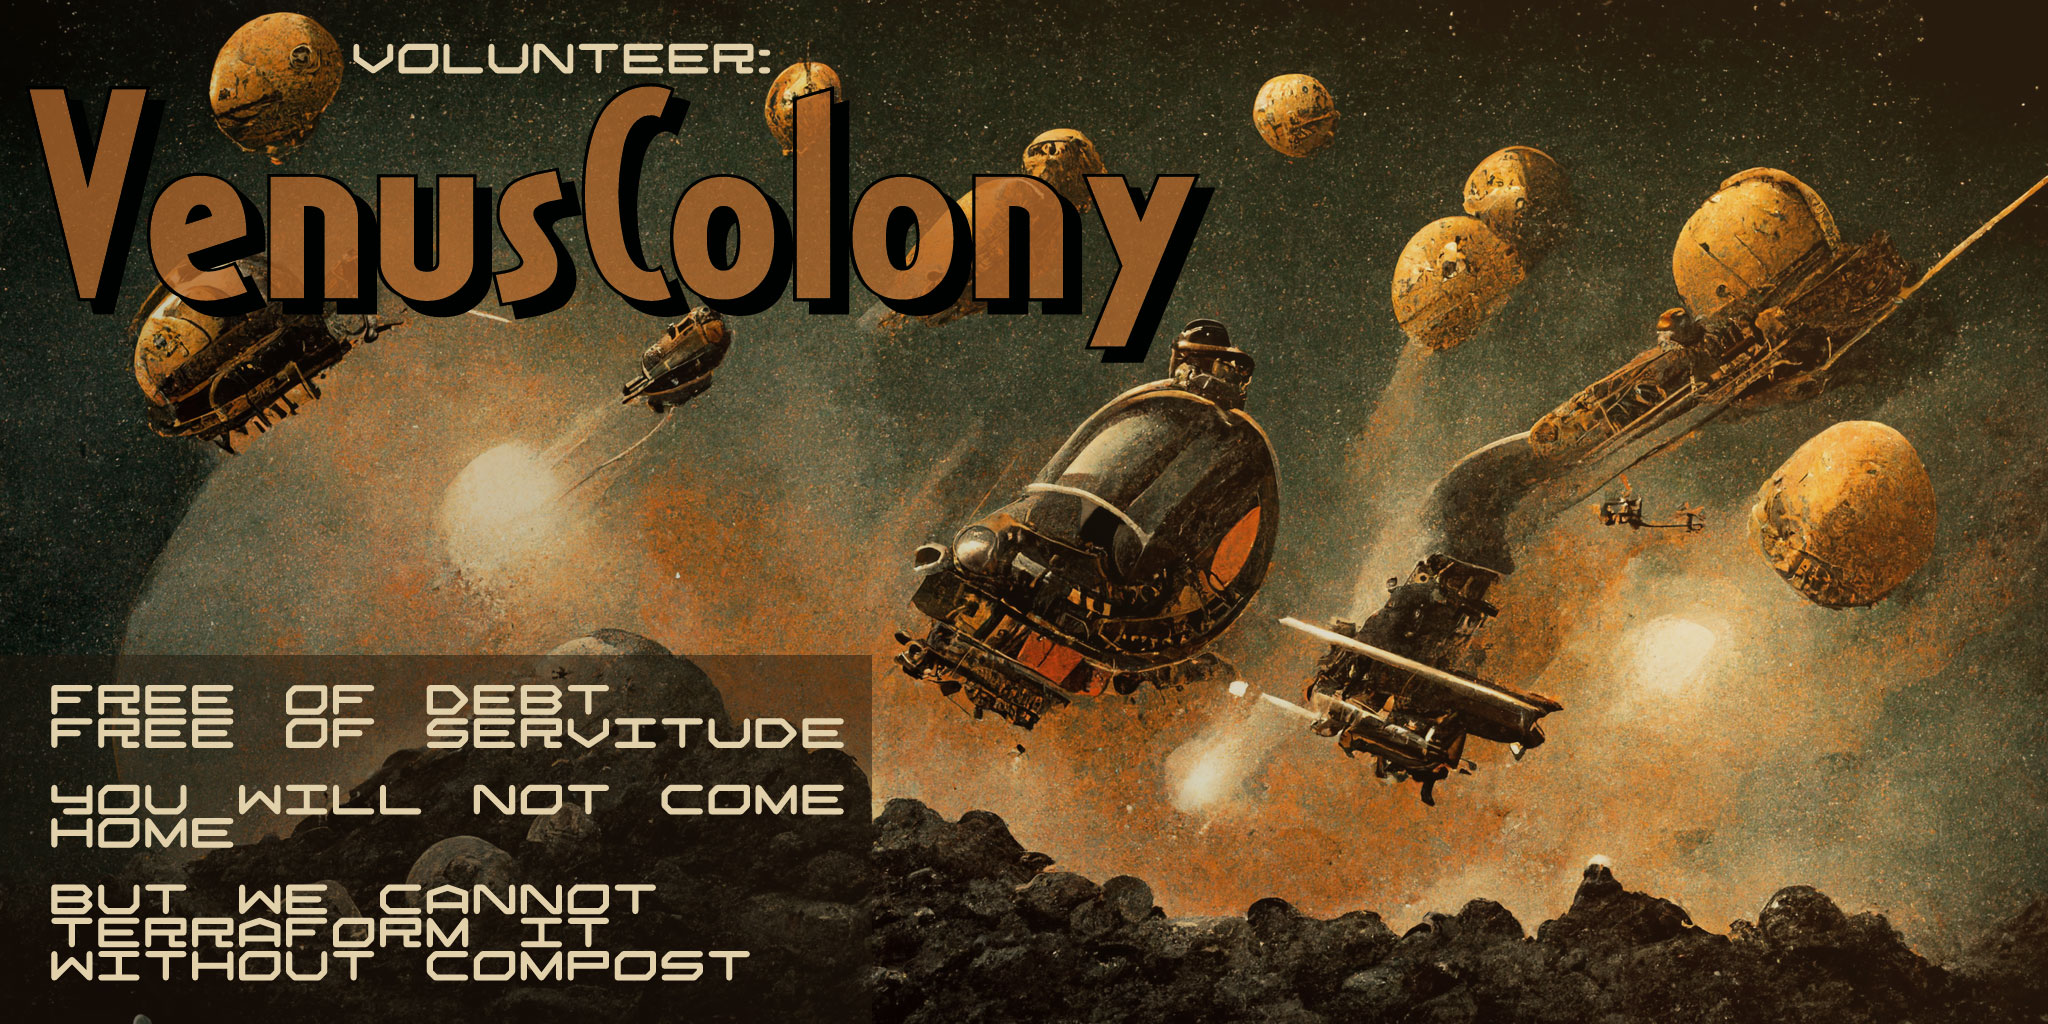 VOLUNTEER:
VenusColony
FREE OF DEBT
FREE OF SERVITUDE
YOU WILL NOT COME
HOME
BUT WE CANNOT
TERRAFORM IT
WITHOUT COMPOST